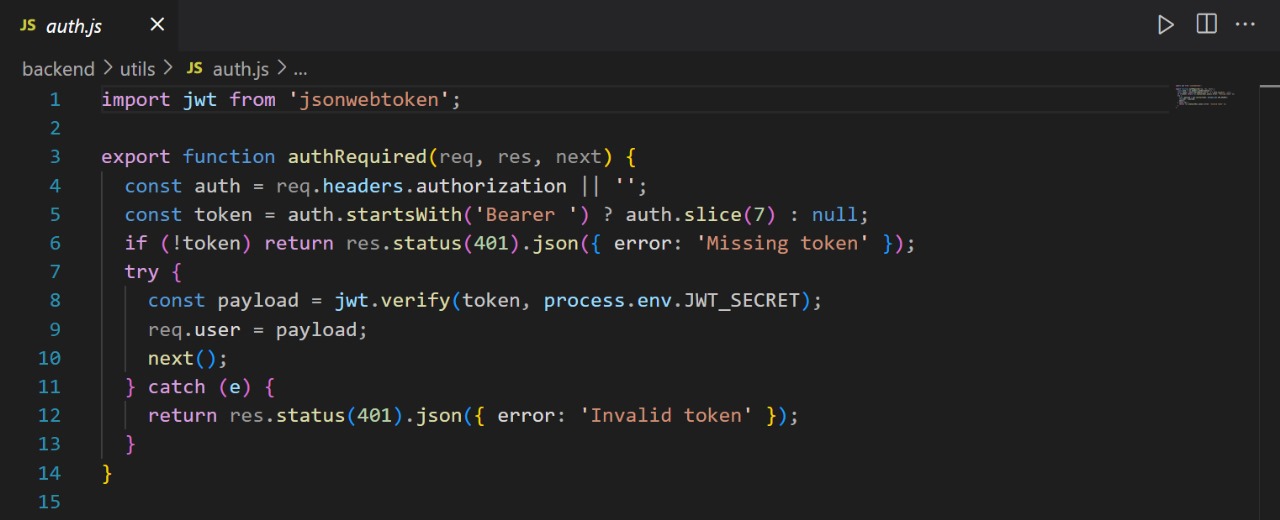 JS auth.js ×
backend > utils > JS auth.js > ...
1 import jwt from 'jsonwebtoken';
2
3 export function authRequired(req, res, next) {
4   const auth = req.headers.authorization || '';
5   const token = auth.startsWith('Bearer ') ? auth.slice(7) : null;
6   if (!token) return res.status(401).json({ error: 'Missing token' });
7   try {
8     const payload = jwt.verify(token, process.env.JWT_SECRET);
9     req.user = payload;
10     next();
11   } catch (e) {
12     return res.status(401).json({ error: 'Invalid token' });
13   }
14 }
15